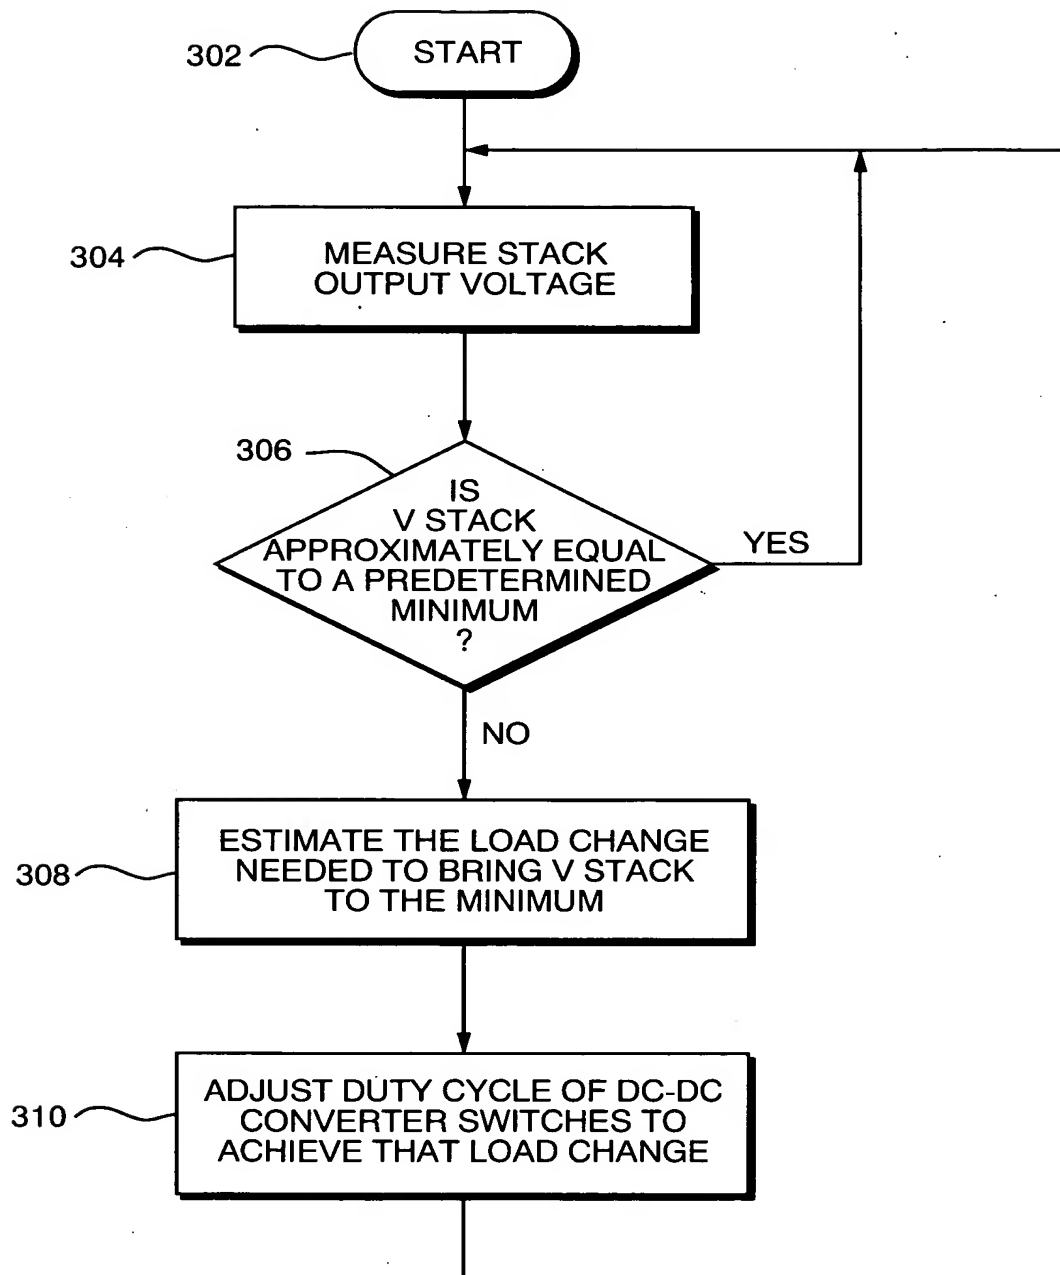 302
START
304
MEASURE STACK
OUTPUT VOLTAGE
306
IS
V STACK
APPROXIMATELY EQUAL
TO A PREDETERMINED
MINIMUM
?
YES
NO
308
ESTIMATE THE LOAD CHANGE
NEEDED TO BRING V STACK
TO THE MINIMUM
310
ADJUST DUTY CYCLE OF DC-DC
CONVERTER SWITCHES TO
ACHIEVE THAT LOAD CHANGE